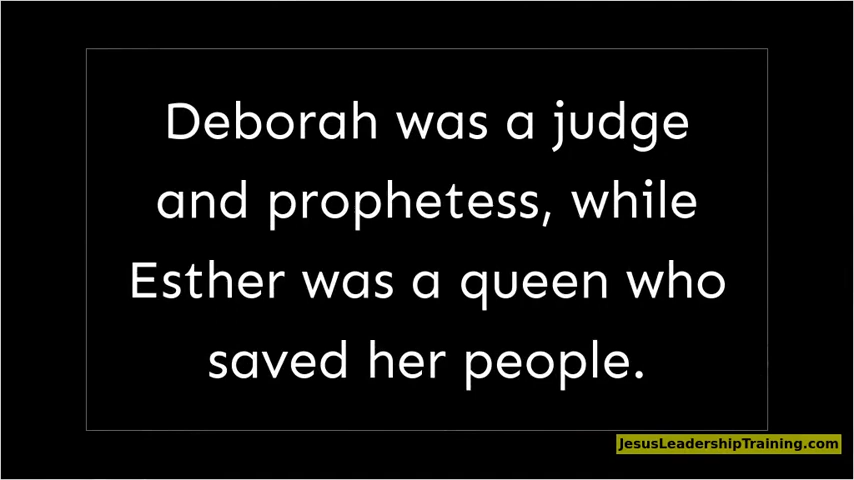 Deborah was a judge
and prophetess, while
Esther was a queen who
saved her people.
JesusLeadershipTraining.com